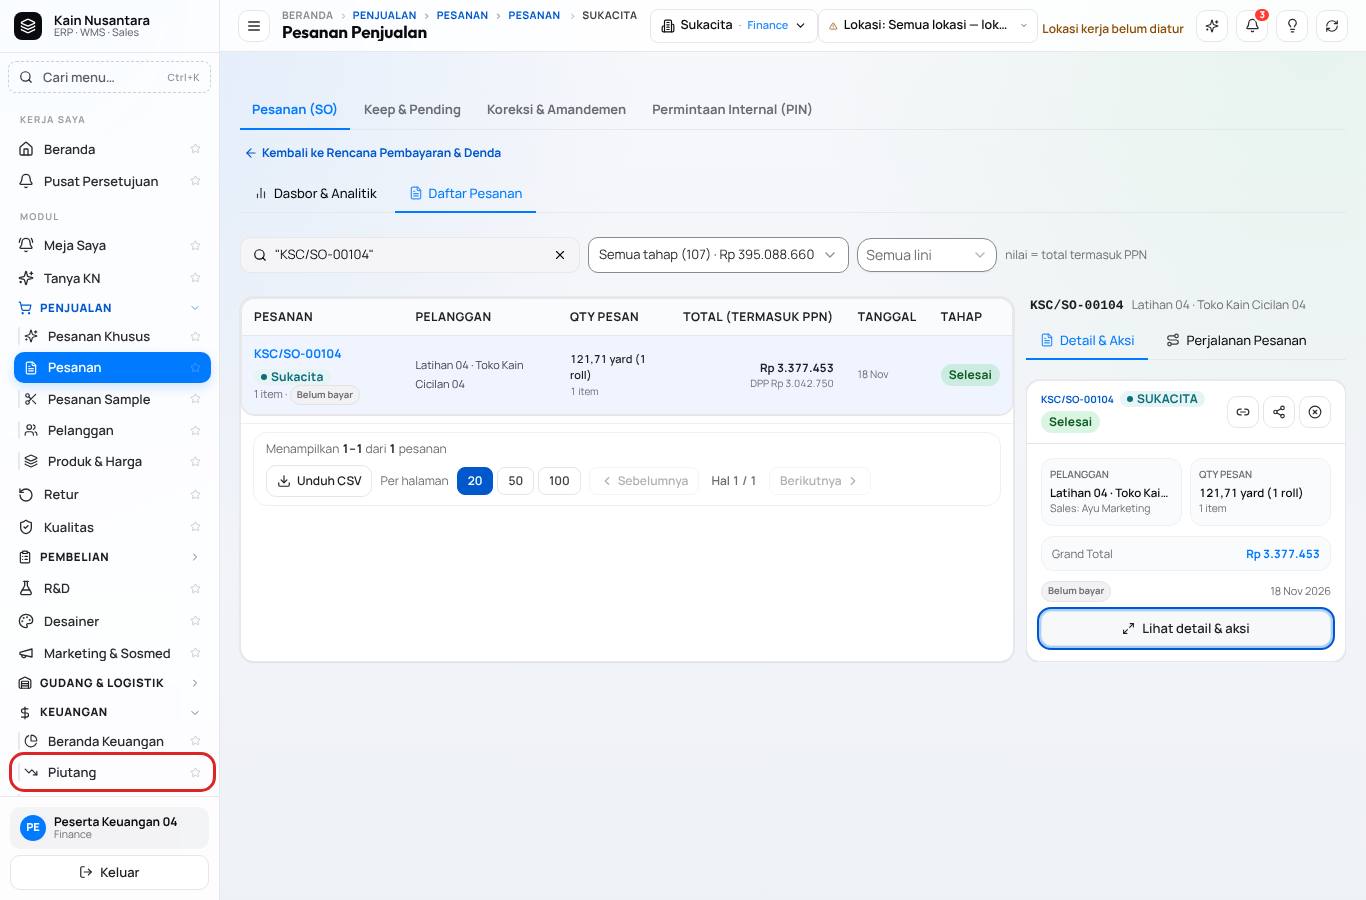 Kain Nusantara
ERP · WMS · Sales
Cari menu...
Ctrl+K
KERJA SAYA
Beranda
Pusat Persetujuan
MODUL
Meja Saya
Tanya KN
PENJUALAN
Pesanan Khusus
Pesanan
Pesanan Sample
Pelanggan
Produk & Harga
Retur
Kualitas
PEMBELIAN
R&D
Desainer
Marketing & Sosmed
GUDANG & LOGISTIK
KEUANGAN
Beranda Keuangan
Piutang
PE
Peserta Keuangan 04
Finance
Keluar
BERANDA > PENJUALAN > PESANAN > PESANAN > SUKACITA
Pesanan Penjualan
Sukacita · Finance
Lokasi: Semua lokasi — lok...
Lokasi kerja belum diatur
3
Pesanan (SO)
Keep & Pending
Koreksi & Amandemen
Permintaan Internal (PIN)
← Kembali ke Rencana Pembayaran & Denda
Dasbor & Analitik
Daftar Pesanan
"KSC/SO-00104"
Semua tahap (107) · Rp 395.088.660
Semua lini
nilai = total termasuk PPN
PESANAN PELANGGAN QTY PESAN TOTAL (TERMASUK PPN) TANGGAL TAHAP
KSC/SO-00104
Sukacita
1 item · Belum bayar
Latihan 04 · Toko Kain
Cicilan 04
121,71 yard (1
roll)
1 item
Rp 3.377.453
DPP Rp 3.042.750
18 Nov
Selesai
Menampilkan 1–1 dari 1 pesanan
Unduh CSV
Per halaman
20
50
100
Sebelumnya
Hal 1 / 1
Berikutnya
KSC/SO-00104 Latihan 04 · Toko Kain Cicilan 04
Detail & Aksi
Perjalanan Pesanan
KSC/SO-00104
SUKACITA
Selesai
PELANGGAN
Latihan 04 · Toko Kai...
Sales: Ayu Marketing
QTY PESAN
121,71 yard (1 roll)
1 item
Grand Total
Rp 3.377.453
Belum bayar
18 Nov 2026
Lihat detail & aksi